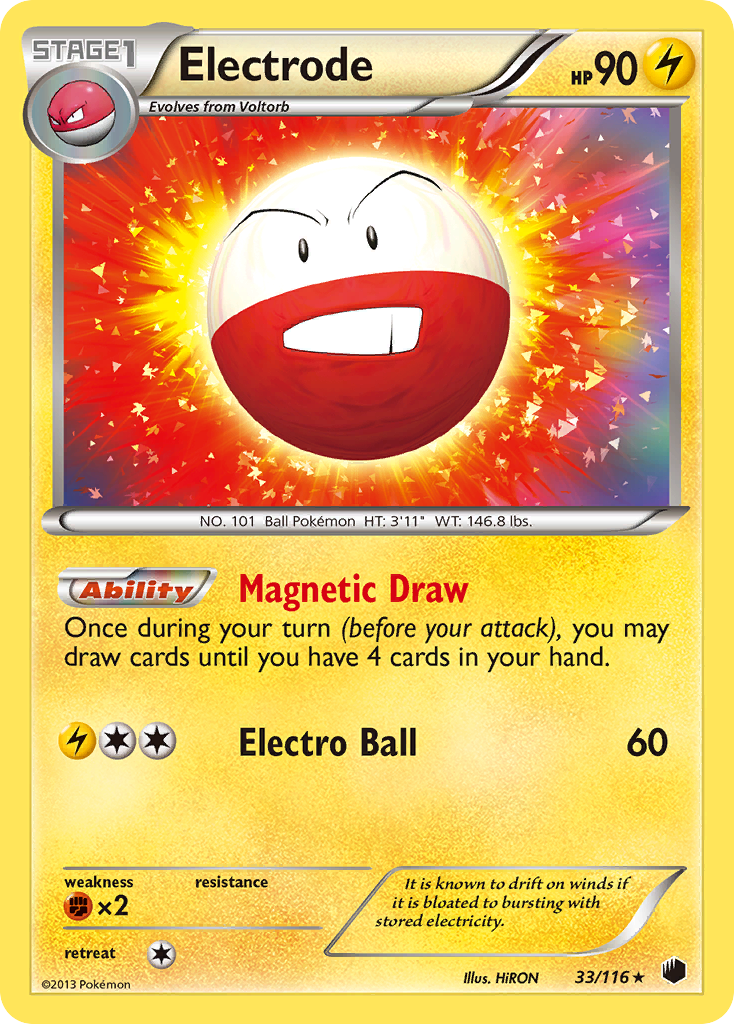 STAGE1
Electrode
HP90
Evolves from Voltorb
NO. 101 Ball Pokémon HT: 3'11" WT: 146.8 lbs.
Ability Magnetic Draw
Once during your turn (before your attack), you may
draw cards until you have 4 cards in your hand.
Electro Ball 60
weakness resistance
×2
retreat
It is known to drift on winds if
it is bloated to bursting with
stored electricity.
©2013 Pokémon
Illus. HiRON
33/116 ★